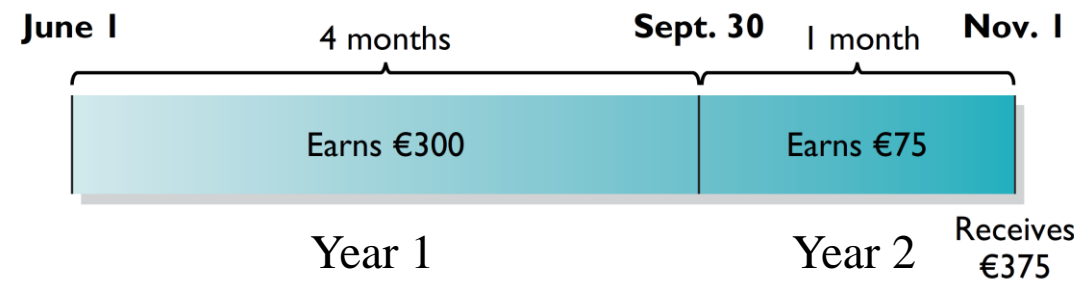 June 1
4 months
Sept. 30
1 month
Nov. 1
Earns €300
Earns €75
Year 1
Year 2
Receives
€375